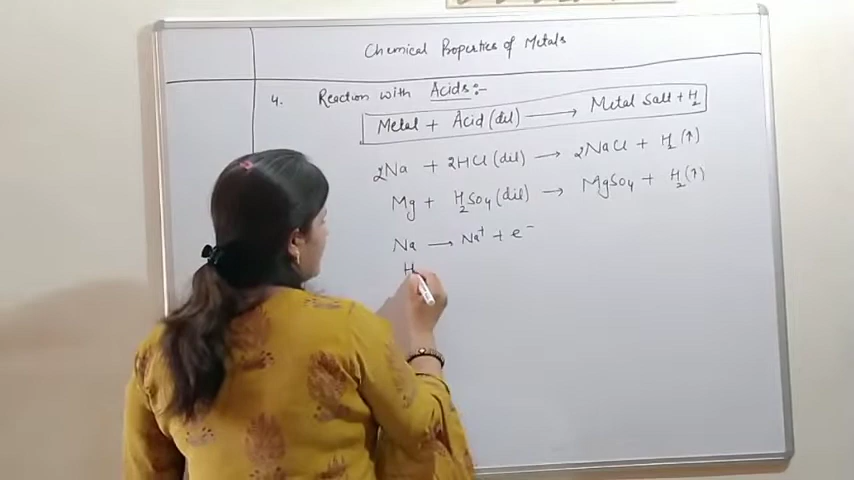 Chemical Properties of Metals
4. Reaction with Acids:-
Metal + Acid (dil) → Metal Salt + H₂
2Na + 2HCl (dil) → 2NaCl + H₂(↑)
Mg + H₂SO₄ (dil) → MgSO₄ + H₂(↑)
Na → Na⁺ + e⁻
H